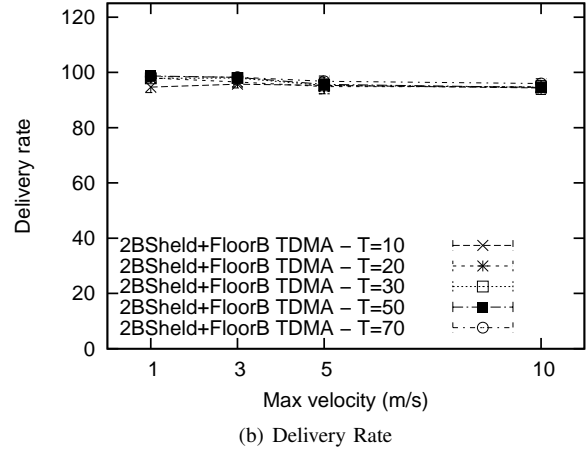 120
100
80
60
40
20
0
Delivery rate
2BSheld+FloorB TDMA − T=10
2BSheld+FloorB TDMA − T=20
2BSheld+FloorB TDMA − T=30
2BSheld+FloorB TDMA − T=50
2BSheld+FloorB TDMA − T=70
1 3 5 10
Max velocity (m/s)
(b) Delivery Rate